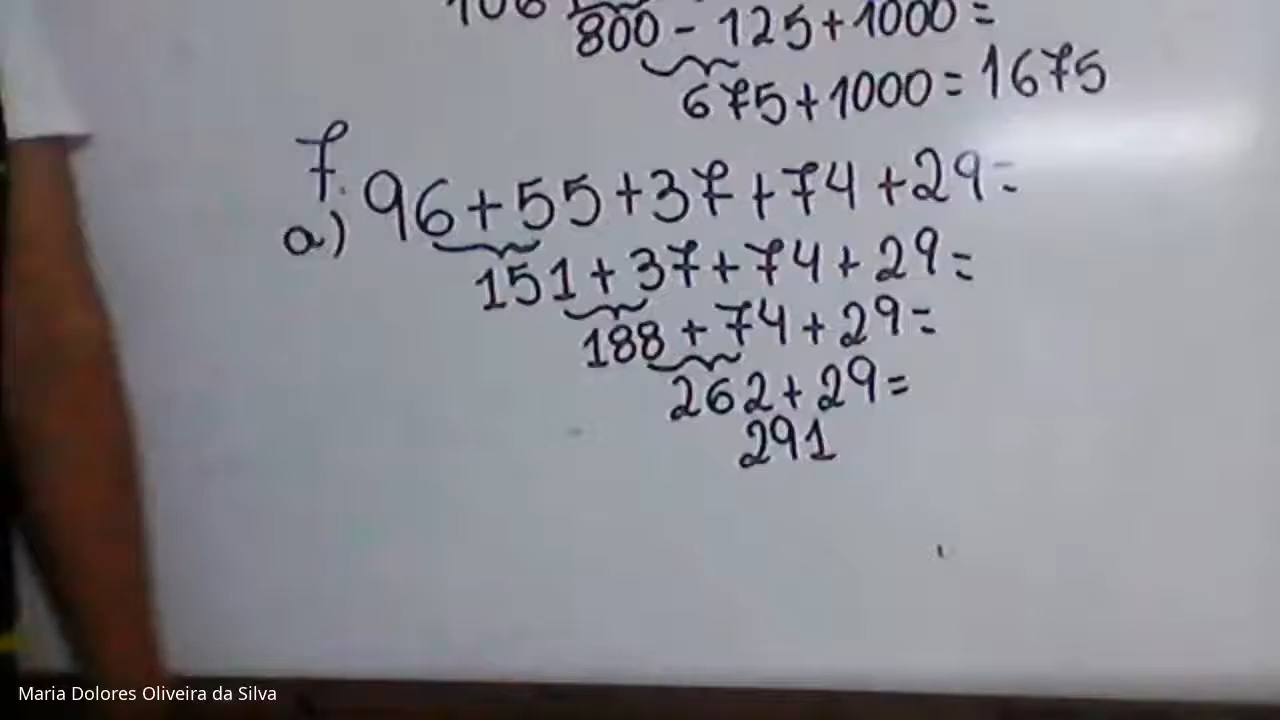 106
800 - 125 + 1000 =
675 + 1000 = 1675
7.
a) 96 + 55 + 37 + 74 + 29 =
151 + 37 + 74 + 29 =
188 + 74 + 29 =
262 + 29 =
291
Maria Dolores Oliveira da Silva